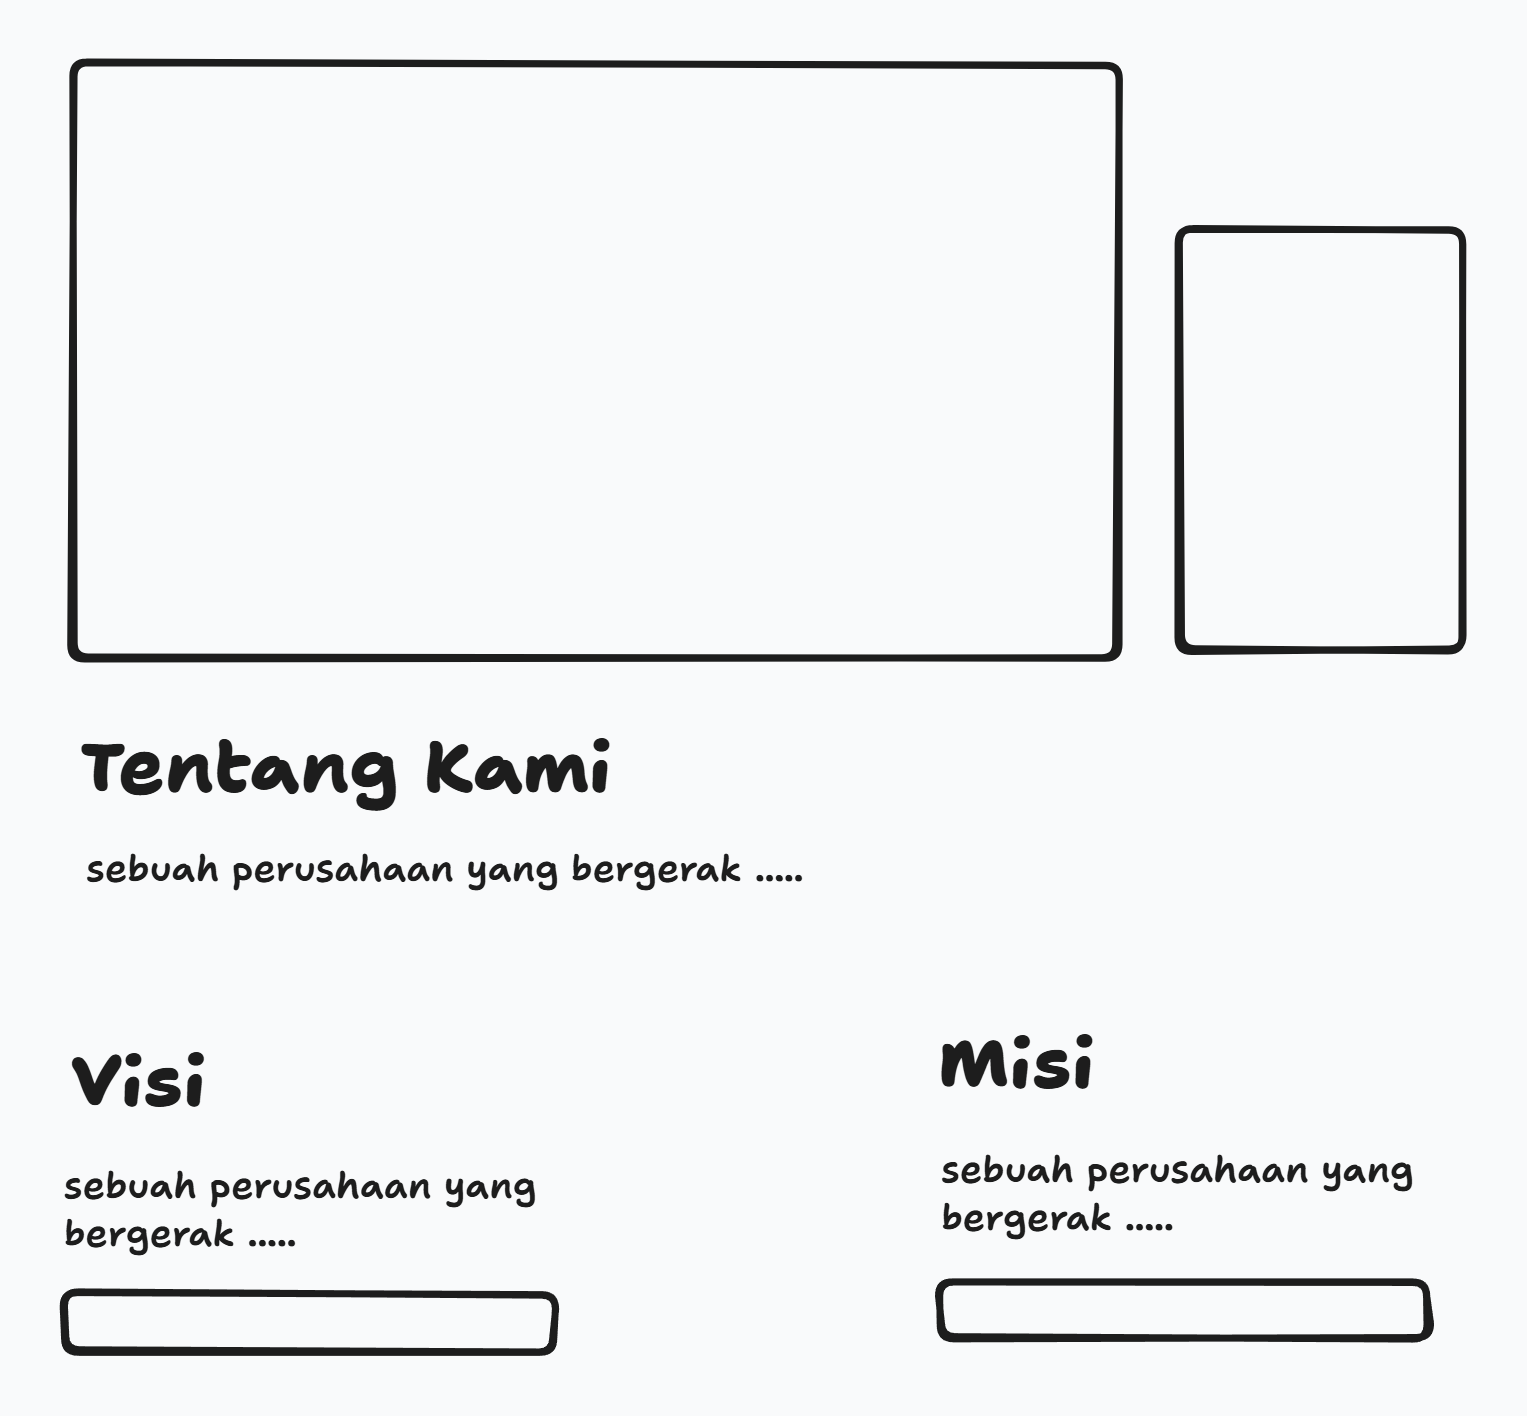 Tentang Kami
sebuah perusahaan yang bergerak .....
Visi
sebuah perusahaan yang
bergerak .....
Misi
sebuah perusahaan yang
bergerak .....